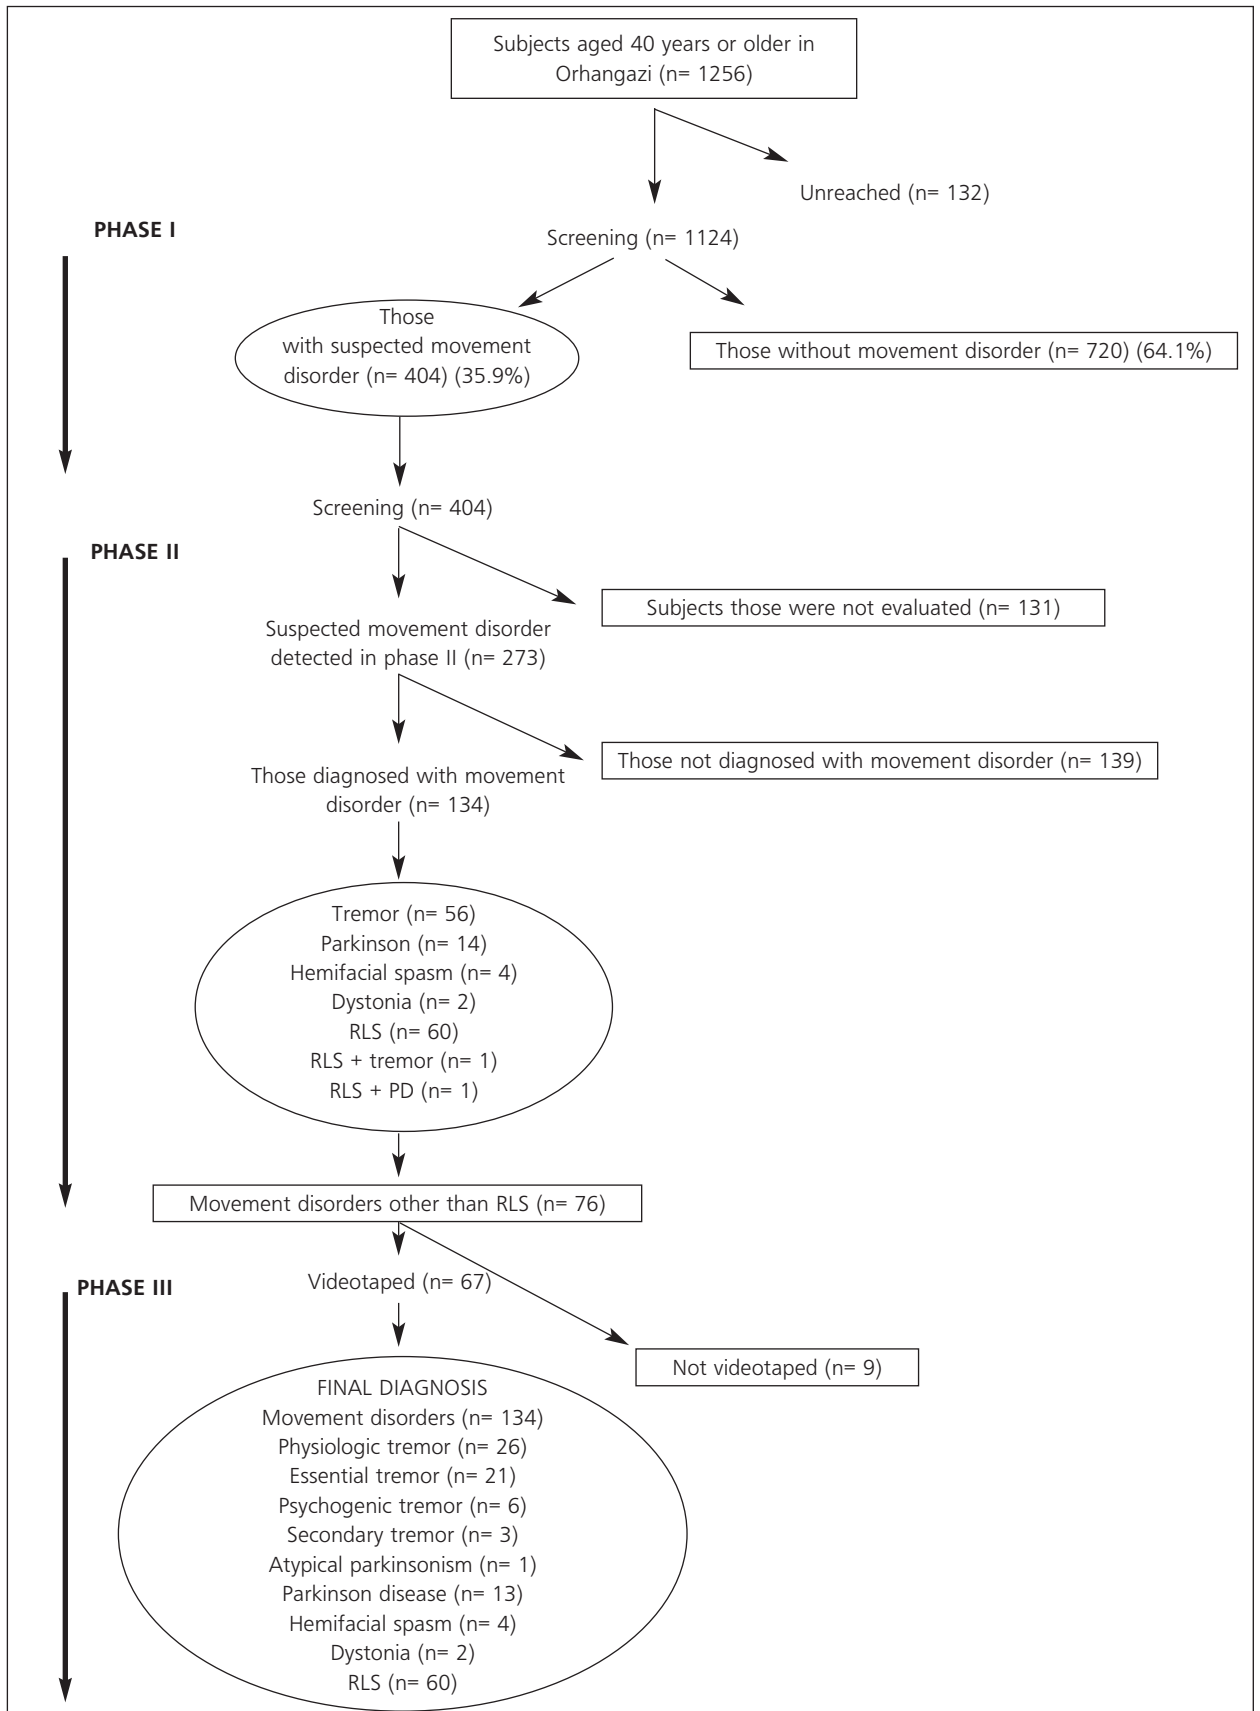 Subjects aged 40 years or older in
Orhangazi (n= 1256)
Unreached (n= 132)
PHASE I
Screening (n= 1124)
Those
with suspected movement
disorder (n= 404) (35.9%)
Those without movement disorder (n= 720) (64.1%)
Screening (n= 404)
PHASE II
Subjects those were not evaluated (n= 131)
Suspected movement disorder
detected in phase II (n= 273)
Those not diagnosed with movement disorder (n= 139)
Those diagnosed with movement
disorder (n= 134)
Tremor (n= 56)
Parkinson (n= 14)
Hemifacial spasm (n= 4)
Dystonia (n= 2)
RLS (n= 60)
RLS + tremor (n= 1)
RLS + PD (n= 1)
Movement disorders other than RLS (n= 76)
PHASE III
Videotaped (n= 67)
Not videotaped (n= 9)
FINAL DIAGNOSIS
Movement disorders (n= 134)
Physiologic tremor (n= 26)
Essential tremor (n= 21)
Psychogenic tremor (n= 6)
Secondary tremor (n= 3)
Atypical parkinsonism (n= 1)
Parkinson disease (n= 13)
Hemifacial spasm (n= 4)
Dystonia (n= 2)
RLS (n= 60)